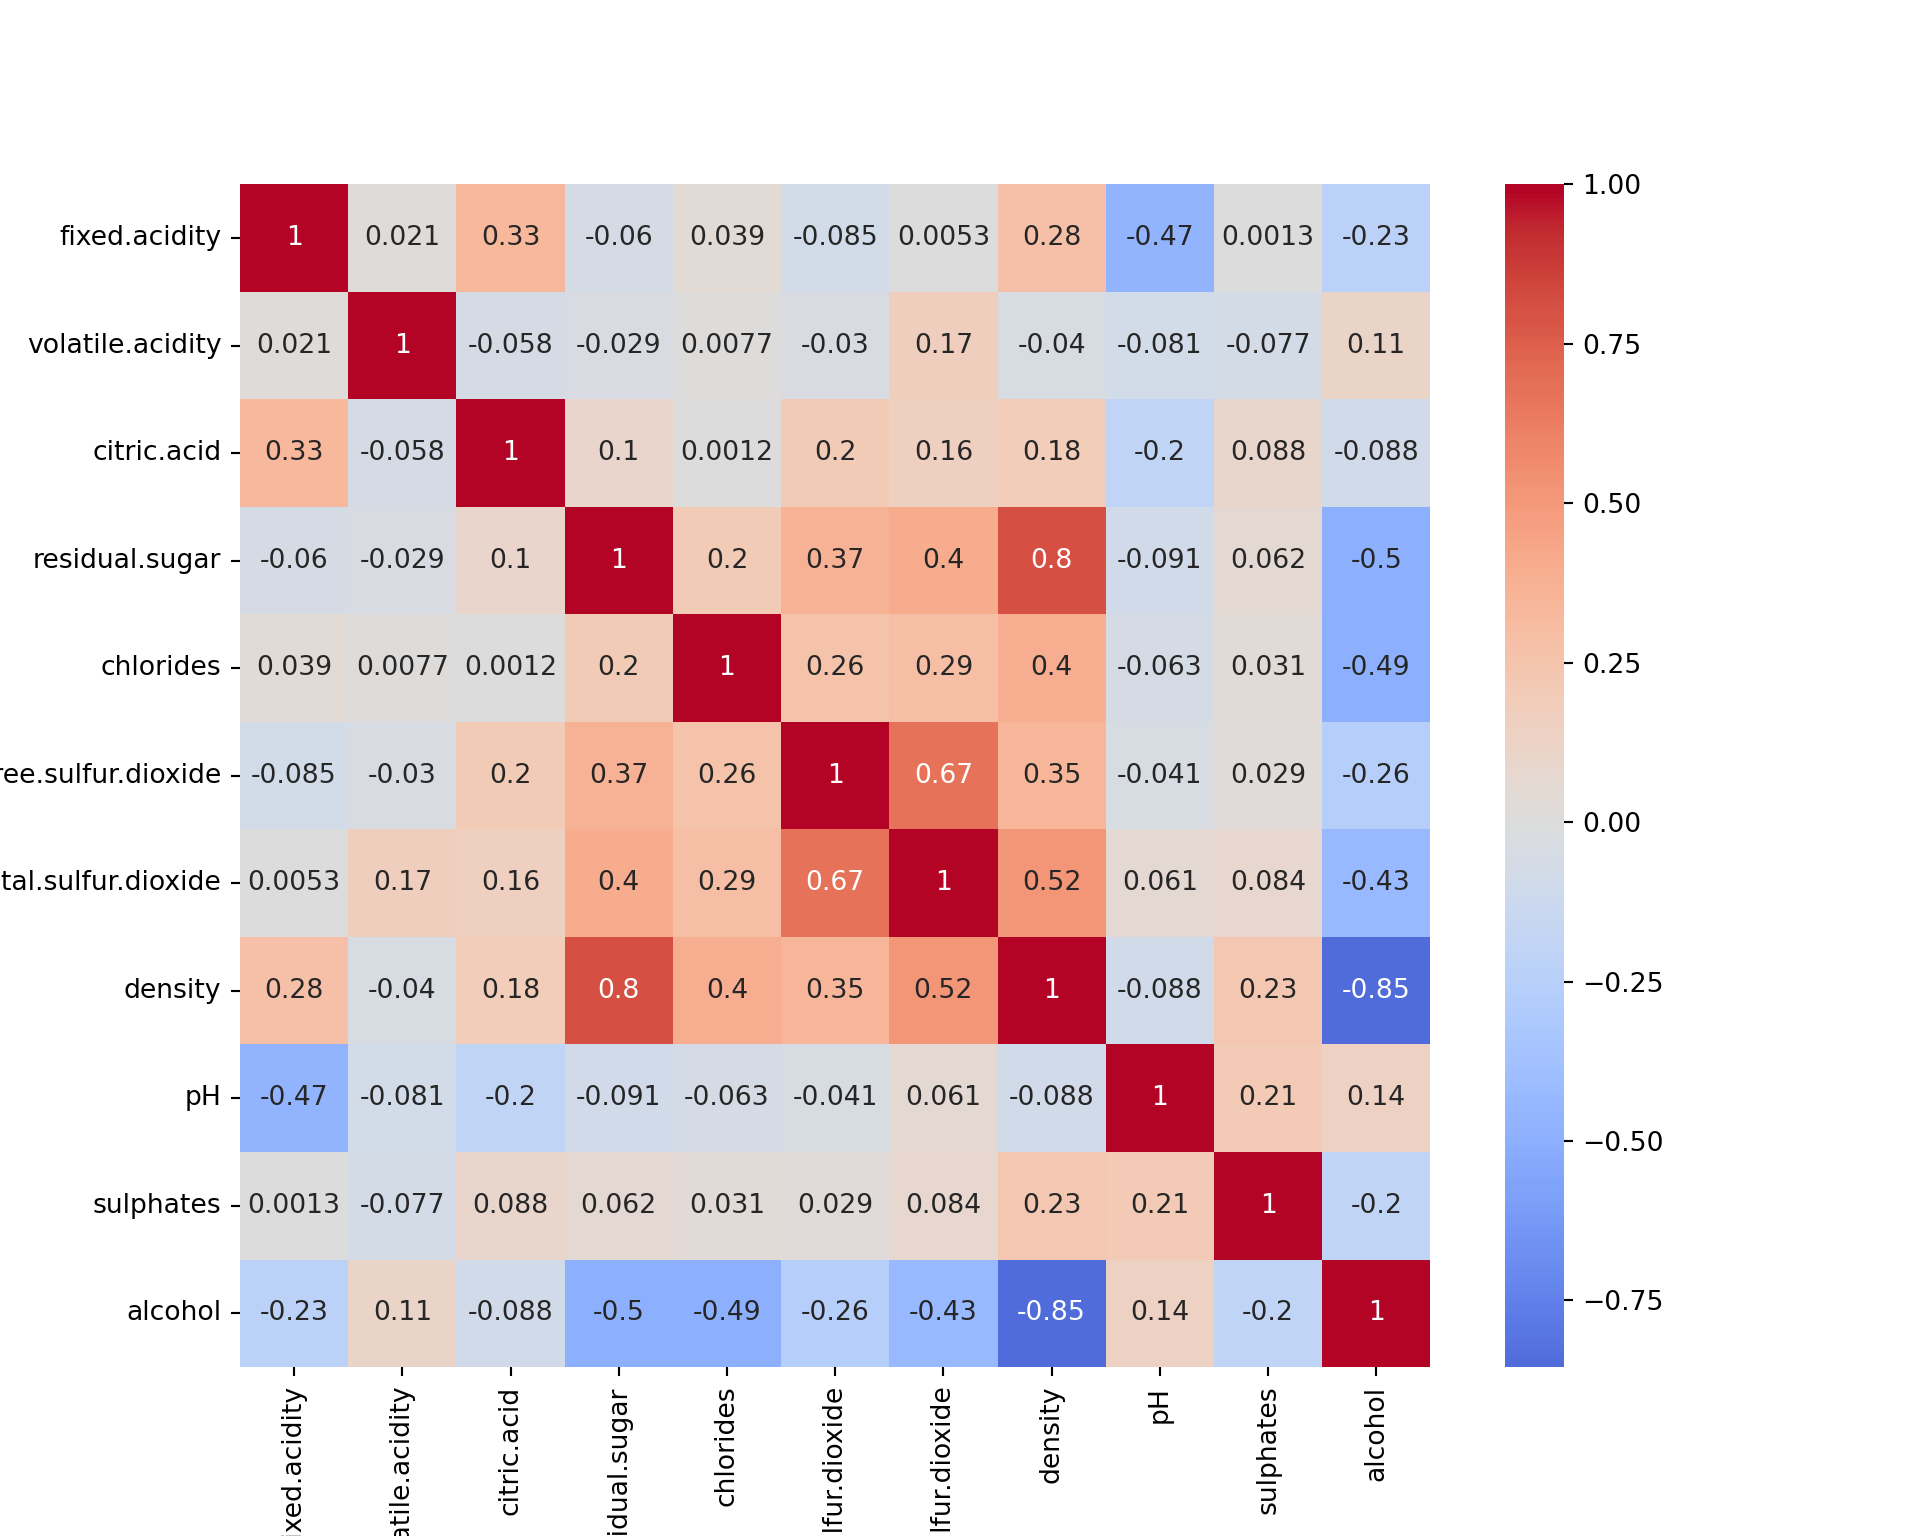 fixed.acidity 1 0.021 0.33 -0.06 0.039 -0.085 0.0053 0.28 -0.47 0.0013 -0.23
volatile.acidity 0.021 1 -0.058 -0.029 0.0077 -0.03 0.17 -0.04 -0.081 -0.077 0.11
citric.acid 0.33 -0.058 1 0.1 0.0012 0.2 0.16 0.18 -0.2 0.088 -0.088
residual.sugar -0.06 -0.029 0.1 1 0.2 0.37 0.4 0.8 -0.091 0.062 -0.5
chlorides 0.039 0.0077 0.0012 0.2 1 0.26 0.29 0.4 -0.063 0.031 -0.49
ree.sulfur.dioxide -0.085 -0.03 0.2 0.37 0.26 1 0.67 0.35 -0.041 0.029 -0.26
tal.sulfur.dioxide 0.0053 0.17 0.16 0.4 0.29 0.67 1 0.52 0.061 0.084 -0.43
density 0.28 -0.04 0.18 0.8 0.4 0.35 0.52 1 -0.088 0.23 -0.85
pH -0.47 -0.081 -0.2 -0.091 -0.063 -0.041 0.061 -0.088 1 0.21 0.14
sulphates 0.0013 -0.077 0.088 0.062 0.031 0.029 0.084 0.23 0.21 1 -0.2
alcohol -0.23 0.11 -0.088 -0.5 -0.49 -0.26 -0.43 -0.85 0.14 -0.2 1
ixed.acidity
atile.acidity
citric.acid
idual.sugar
chlorides
lfur.dioxide
lfur.dioxide
density
pH
sulphates
alcohol
1.00
0.75
0.50
0.25
0.00
−0.25
−0.50
−0.75